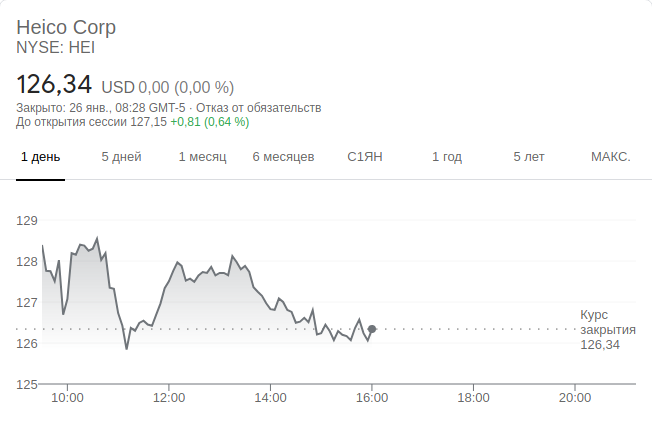 Heico Corp
NYSE: HEI
126,34 USD 0,00 (0,00 %)
Закрыто: 26 янв., 08:28 GMT-5 · Отказ от обязательств
До открытия сессии 127,15 +0,81 (0,64 %)
1 день 5 дней 1 месяц 6 месяцев С1ЯН 1 год 5 лет МАКС.
129
128
127
126
125
Курс
закрытия
126,34
10:00 12:00 14:00 16:00 18:00 20:00